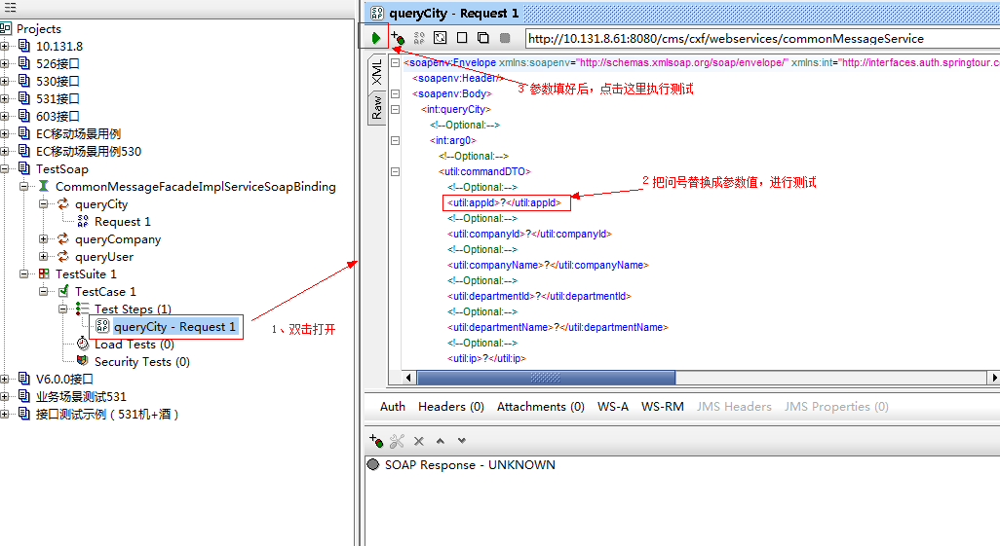 Projects
10.131.8
526接口
530接口
531接口
603接口
EC移动场景用例
EC移动场景用例530
TestSoap
CommonMessageFacadeImplServiceSoapBinding
queryCity
Request 1
queryCompany
queryUser
TestSuite 1
TestCase 1
Test Steps (1)
queryCity - Request 1
Load Tests (0)
Security Tests (0)
V6.0.0接口
业务场景测试531
接口测试示例（531机+酒）
1、双击打开
queryCity - Request 1
http://10.131.8.61:8080/cms/cxf/webservices/commonMessageService
XML
Raw
<soapenv:Envelope xmlns:soapenv="http://schemas.xmlsoap.org/soap/envelope/" xmlns:int="http://interfaces.auth.springtour.c
<soapenv:Header/>
3 参数填好后，点击这里执行测试
<soapenv:Body>
<int:queryCity>
<!--Optional:-->
<int:arg0>
<!--Optional:-->
<util:commandDTO>
<!--Optional:-->
2 把问号替换成参数值，进行测试
<util:appId>?</util:appId>
<!--Optional:-->
<util:companyId>?</util:companyId>
<!--Optional:-->
<util:companyName>?</util:companyName>
<!--Optional:-->
<util:departmentId>?</util:departmentId>
<!--Optional:-->
<util:departmentName>?</util:departmentName>
<!--Optional:-->
<util:ip>?</util:ip>
Auth Headers (0) Attachments (0) WS-A WS-RM JMS Headers JMS Properties (0)
SOAP Response - UNKNOWN